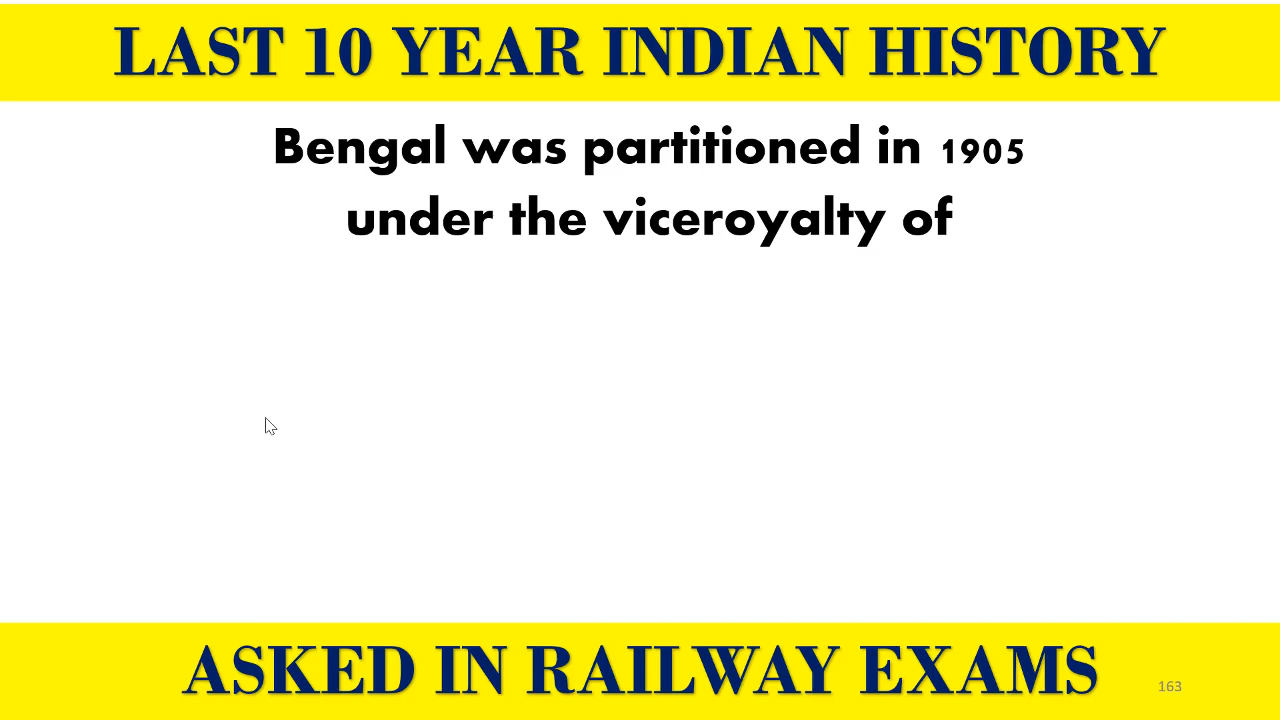 LAST 10 YEAR INDIAN HISTORY
Bengal was partitioned in 1905
under the viceroyalty of
ASKED IN RAILWAY EXAMS
163